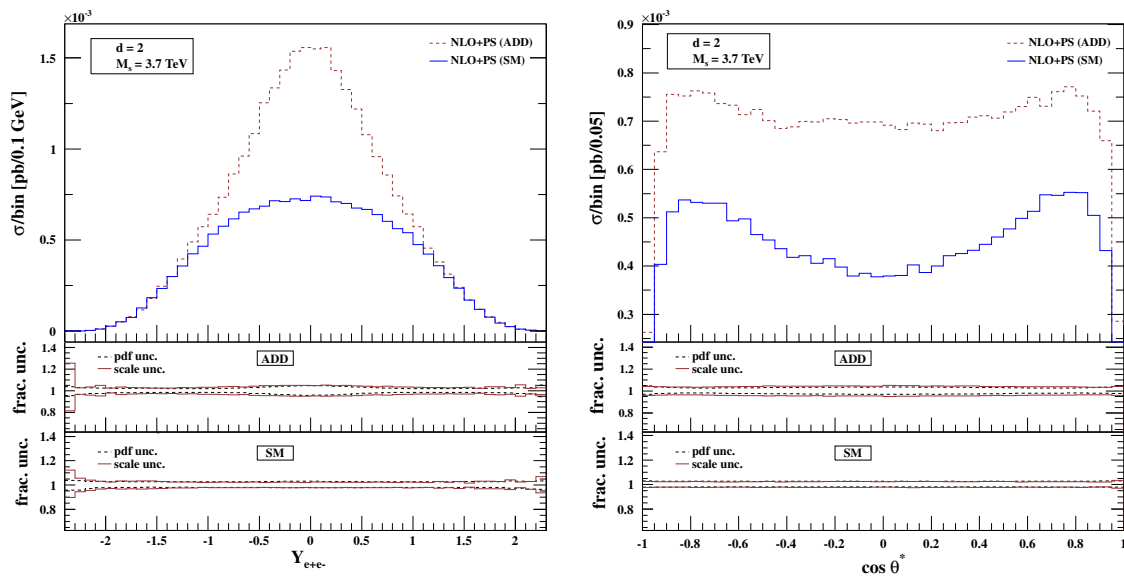 ×10⁻³
d = 2
Mₛ = 3.7 TeV
NLO+PS (ADD)
NLO+PS (SM)
σ/bin [pb/0.1 GeV]
1.5
1
0.5
0
frac. unc.
1.4
1.2
1
0.8
pdf unc.
scale unc.
ADD
frac. unc.
1.4
1.2
1
0.8
pdf unc.
scale unc.
SM
-2 -1.5 -1 -0.5 0 0.5 1 1.5 2
Y e+e-
×10⁻³
d = 2
Mₛ = 3.7 TeV
NLO+PS (ADD)
NLO+PS (SM)
σ/bin [pb/0.05]
0.9
0.8
0.7
0.6
0.5
0.4
0.3
frac. unc.
1.4
1.2
1
0.8
pdf unc.
scale unc.
ADD
frac. unc.
1.4
1.2
1
0.8
pdf unc.
scale unc.
SM
-1 -0.8 -0.6 -0.4 -0.2 0 0.2 0.4 0.6 0.8 1
cos θ*